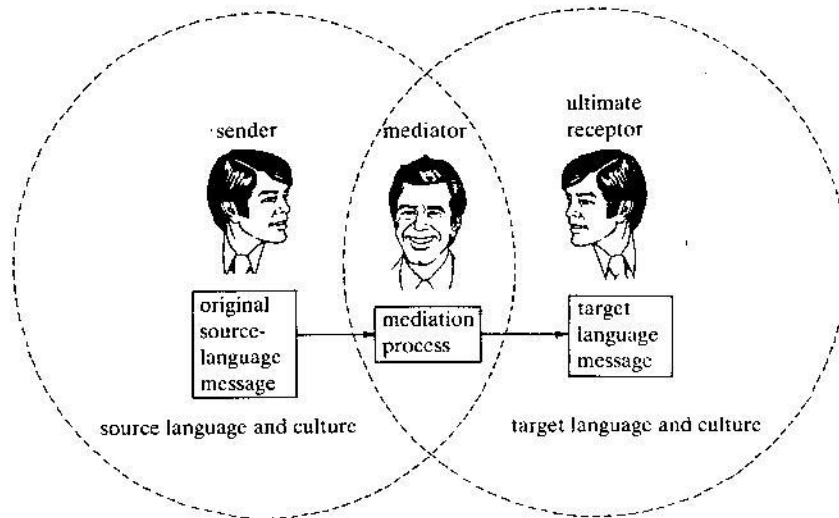 sender
mediator
ultimate
receptor
original
source-
language
message
mediation
process
target
language
message
source language and culture
target language and culture